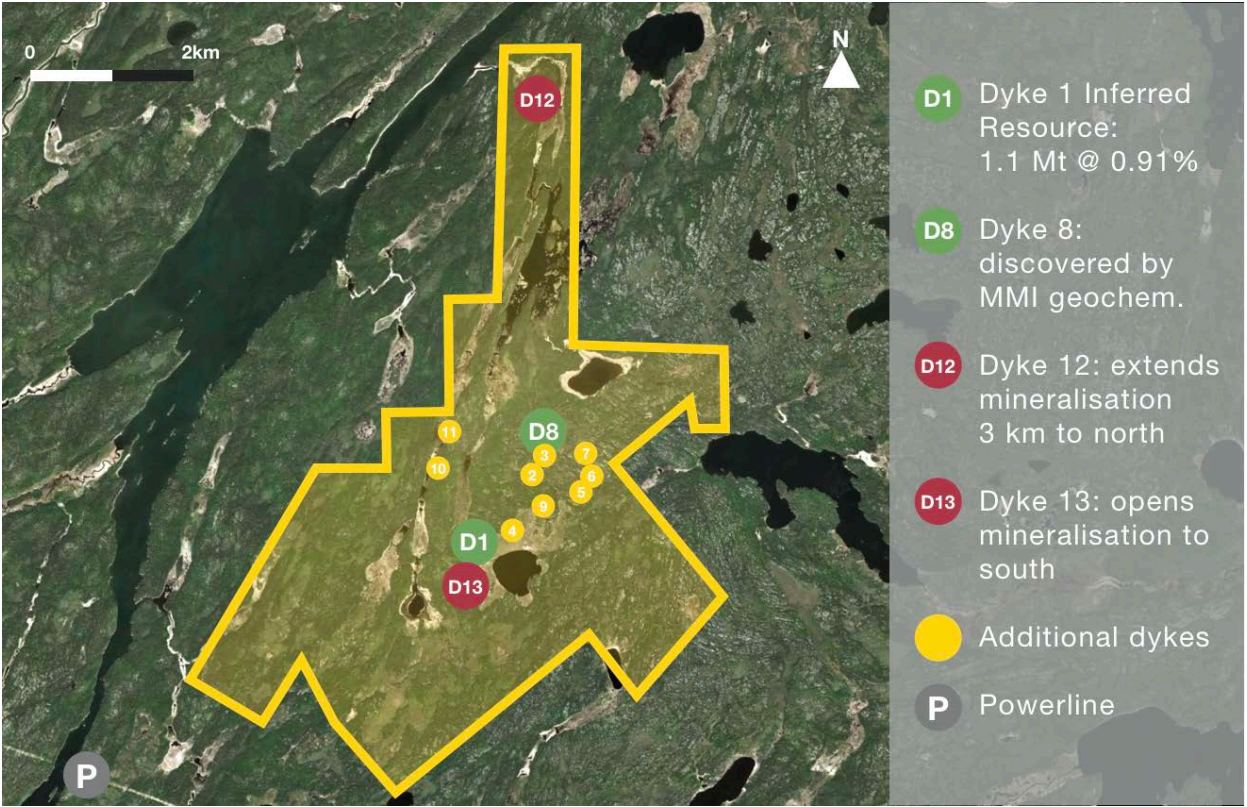 0 2km
N
D12
11
D8
3
7
10
2
6
5
9
4
D1
D13
P
D1 Dyke 1 Inferred
Resource:
1.1 Mt @ 0.91%
D8 Dyke 8:
discovered by
MMI geochem.
D12 Dyke 12: extends
mineralisation
3 km to north
D13 Dyke 13: opens
mineralisation to
south
Additional dykes
P Powerline